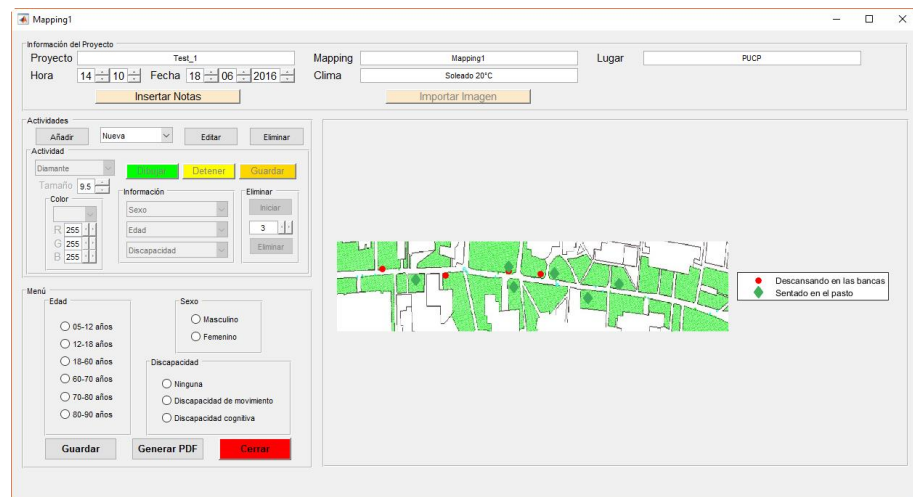 Mapping1
Información del Proyecto
Proyecto Test_1 Mapping Mapping1 Lugar PUCP
Hora 14 10 Fecha 18 06 2016 Clima Soleado 20°C
Insertar Notas Importar Imagen
Actividades
Añadir Nueva Editar Eliminar
Actividad
Diamante Dibujar Detener Guardar
Tamaño 9.5
Color
R 255
G 255
B 255
Información
Sexo
Edad
Discapacidad
Eliminar
Iniciar
3
Eliminar
Descansando en las bancas
Sentado en el pasto
Menú
Edad
05-12 años
12-18 años
18-60 años
60-70 años
70-80 años
80-90 años
Sexo
Masculino
Femenino
Discapacidad
Ninguna
Discapacidad de movimiento
Discapacidad cognitiva
Guardar Generar PDF Cerrar